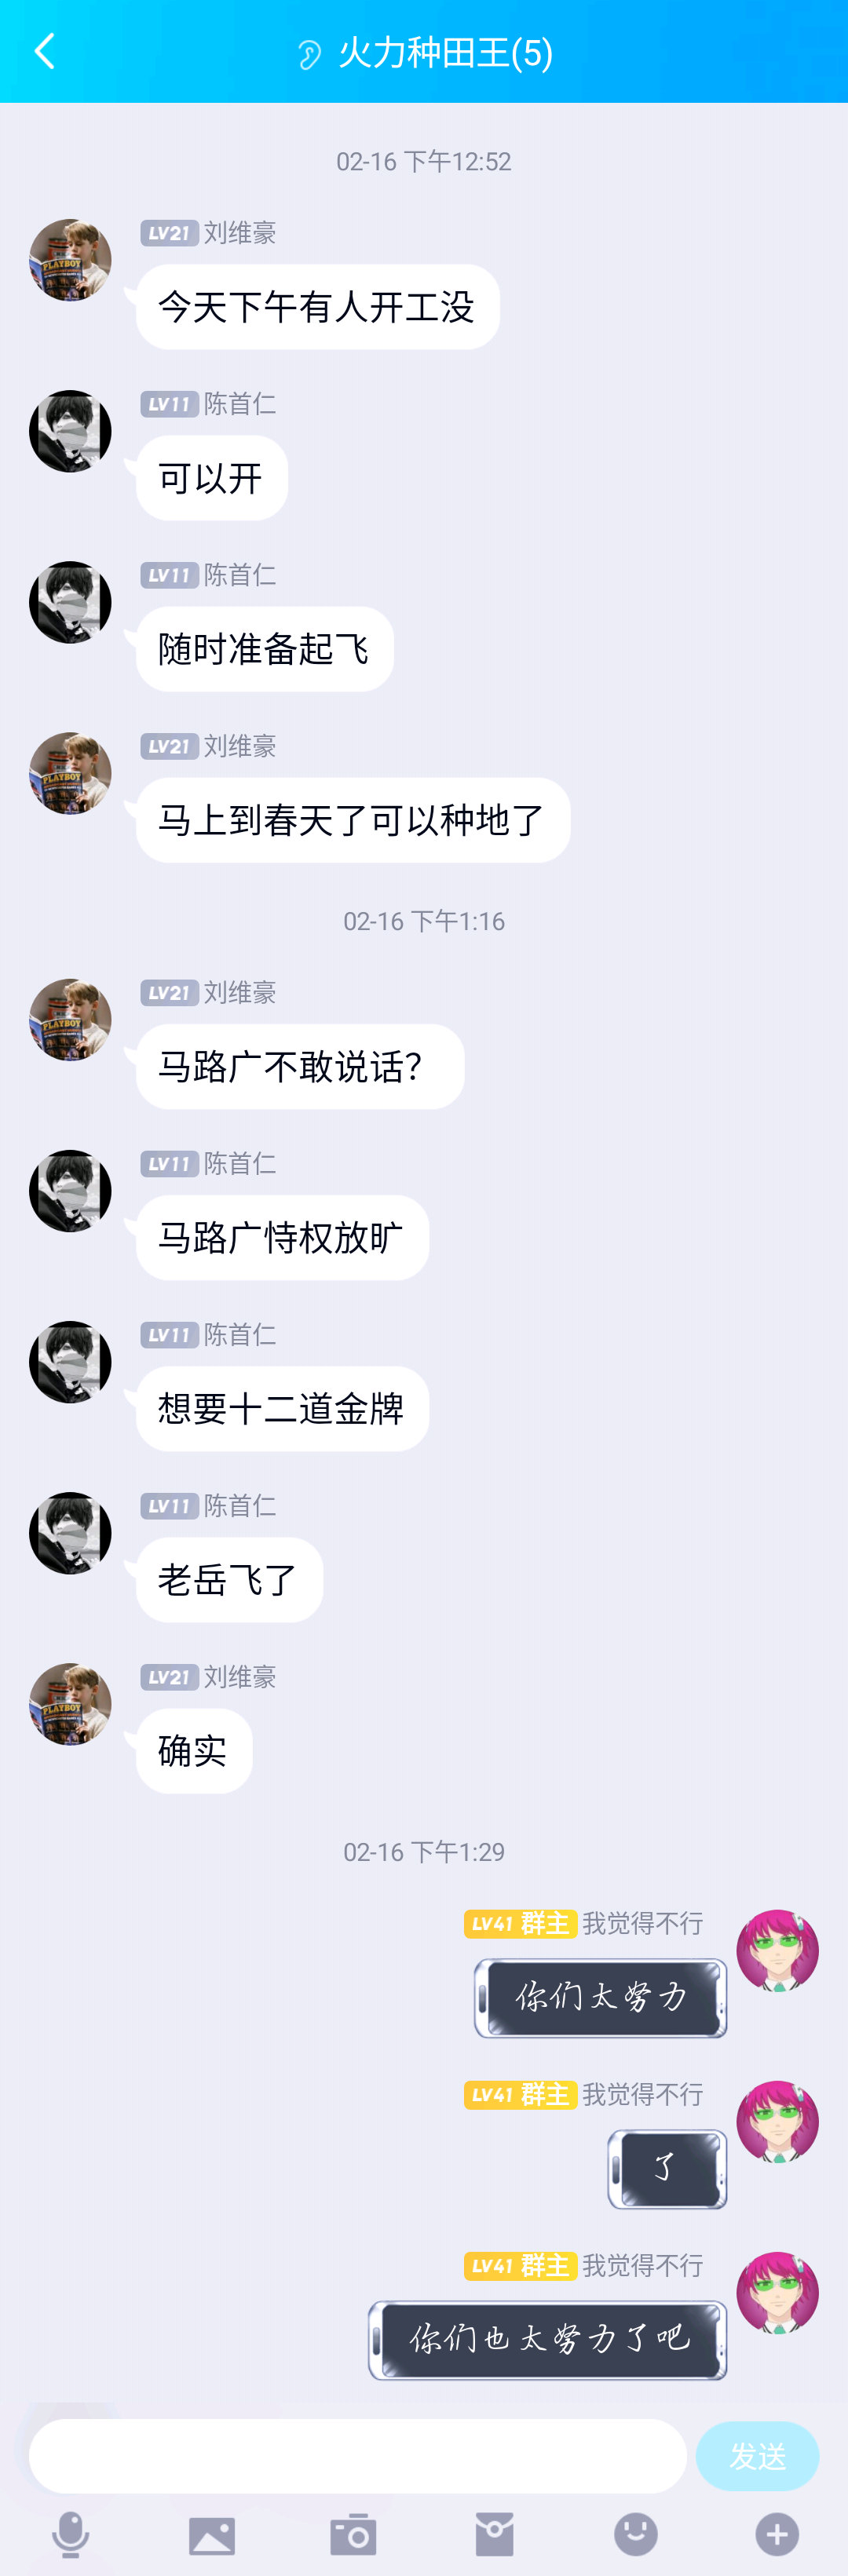 火力种田王(5)
02-16 下午12:52
LV21 刘维豪
PLAYBOY
今天下午有人开工没
LV11 陈首仁
可以开
LV11 陈首仁
随时准备起飞
LV21 刘维豪
PLAYBOY
马上到春天了可以种地了
02-16 下午1:16
LV21 刘维豪
PLAYBOY
马路广不敢说话?
LV11 陈首仁
马路广恃权放旷
LV11 陈首仁
想要十二道金牌
LV11 陈首仁
老岳飞了
LV21 刘维豪
PLAYBOY
确实
02-16 下午1:29
LV41 群主 我觉得不行
你们太努力
LV41 群主 我觉得不行
了
LV41 群主 我觉得不行
你们也太努力了吧
发送